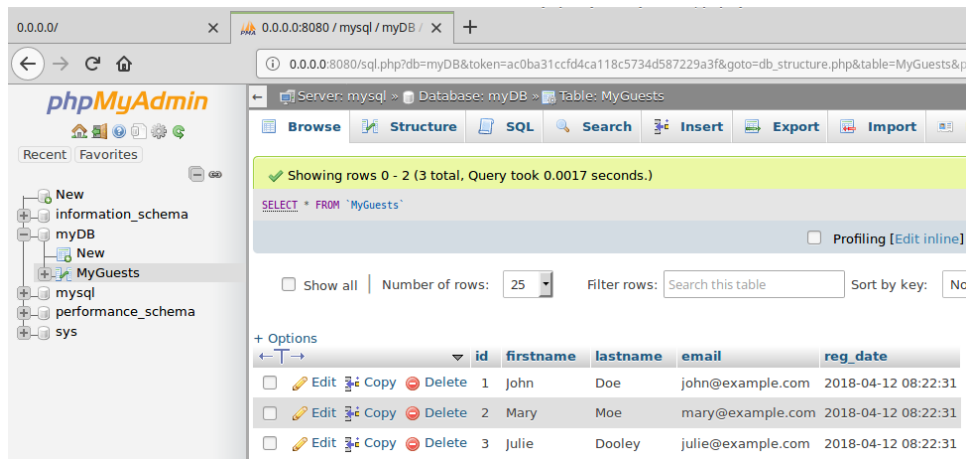 0.0.0.0/
0.0.0.0:8080 / mysql / myDB /
0.0.0.0:8080/sql.php?db=myDB&token=ac0ba31ccfd4ca118c5734d587229a3f&goto=db_structure.php&table=MyGuests&p
phpMyAdmin
Recent Favorites
New
information_schema
myDB
New
MyGuests
mysql
performance_schema
sys
Server: mysql » Database: myDB » Table: MyGuests
Browse Structure SQL Search Insert Export Import
Showing rows 0 - 2 (3 total, Query took 0.0017 seconds.)
SELECT * FROM `MyGuests`
Profiling [Edit inline]
Show all Number of rows: 25 Filter rows: Search this table Sort by key: No
+ Options
id firstname lastname email reg_date
Edit Copy Delete 1 John Doe john@example.com 2018-04-12 08:22:31
Edit Copy Delete 2 Mary Moe mary@example.com 2018-04-12 08:22:31
Edit Copy Delete 3 Julie Dooley julie@example.com 2018-04-12 08:22:31